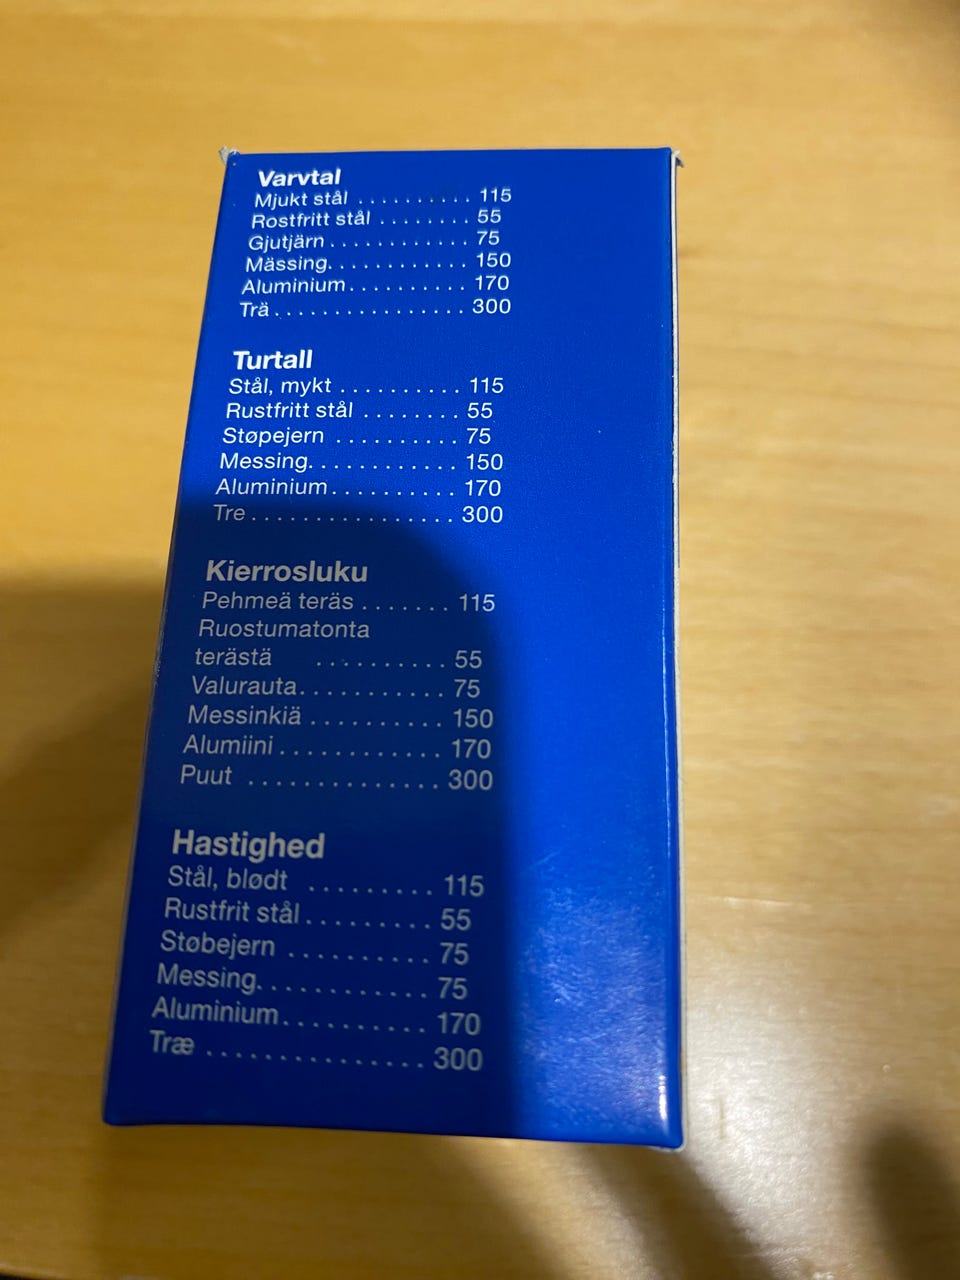 Varvtal
Mjukt stål . . . . . . . . . . 115
Rostfritt stål . . . . . . . . 55
Gjutjärn . . . . . . . . . . . . 75
Mässing. . . . . . . . . . . . 150
Aluminium . . . . . . . . . . 170
Trä . . . . . . . . . . . . . . . . 300
Turtall
Stål, mykt . . . . . . . . . . 115
Rustfritt stål . . . . . . . . 55
Støpejern . . . . . . . . . . 75
Messing. . . . . . . . . . . . 150
Aluminium . . . . . . . . . . 170
Tre . . . . . . . . . . . . . . . . 300
Kierrosluku
Pehmeä teräs . . . . . . . 115
Ruostumatonta
terästä . . . . . . . . . . 55
Valurauta. . . . . . . . . . . 75
Messinkiä . . . . . . . . . . 150
Alumiini . . . . . . . . . . . . 170
Puut . . . . . . . . . . . . . . 300
Hastighed
Stål, blødt . . . . . . . . . 115
Rustfrit stål . . . . . . . . . 55
Støbejern . . . . . . . . . . 75
Messing. . . . . . . . . . . . 75
Aluminium. . . . . . . . . . 170
Træ . . . . . . . . . . . . . . . 300